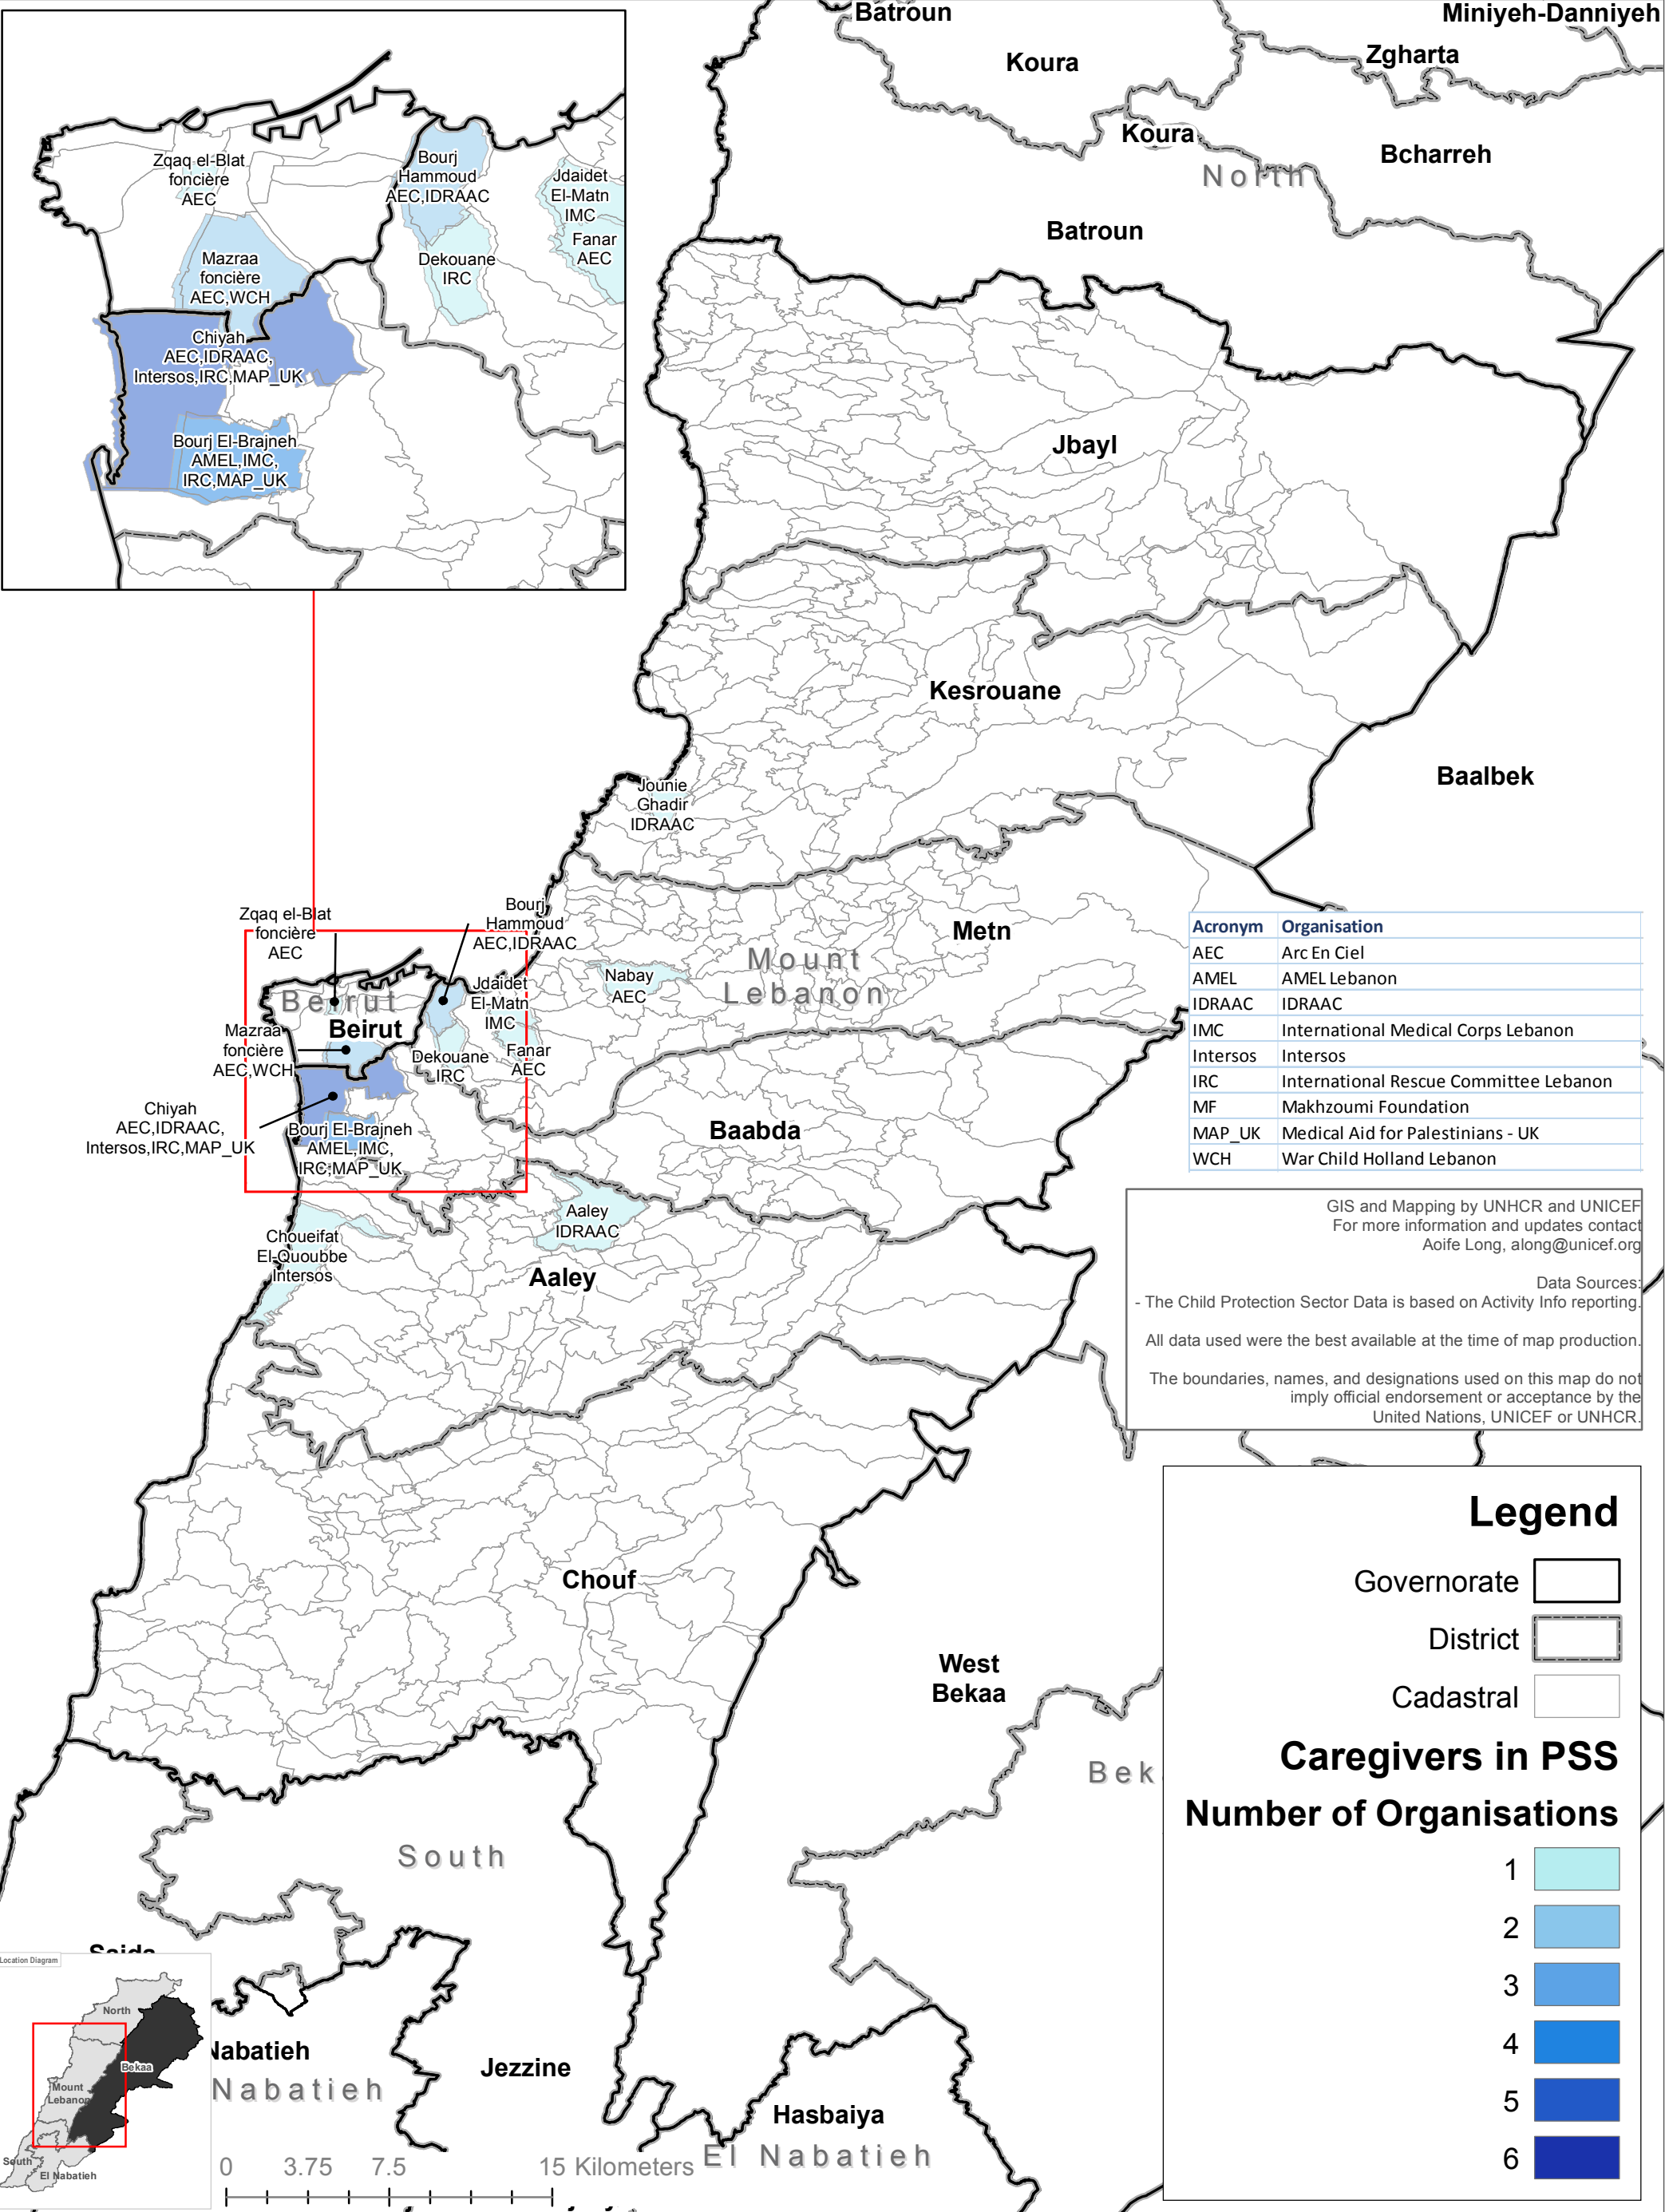 Batroun
Miniyeh-Danniyeh
Koura
Zgharta
Koura
Bcharreh
North
Batroun
Zqaq el-Blat
foncière
AEC
Bourj
Hammoud
AEC,IDRAAC
Jdaidet
El-Matn
IMC
Fanar
AEC
Dekouane
IRC
Mazraa
foncière
AEC,WCH
Chiyah
AEC,IDRAAC,
Intersos,IRC,MAP_UK
Bourj El-Brajneh
AMEL,IMC,
IRC,MAP_UK
Jbayl
Kesrouane
Baalbek
Jounie
Ghadir
IDRAAC
Zqaq el-Blat
foncière
AEC
Bourj
Hammoud
AEC,IDRAAC
Metn
Mount
Lebanon
Nabay
AEC
Jdaidet
El-Matn
IMC
Beirut
Beirut
Mazraa
foncière
AEC,WCH
Dekouane
IRC
Fanar
AEC
Chiyah
AEC,IDRAAC,
Intersos,IRC,MAP_UK
Bourj El-Brajneh
AMEL,IMC,
IRC,MAP_UK
Baabda
Acronym Organisation
AEC Arc En Ciel
AMEL AMEL Lebanon
IDRAAC IDRAAC
IMC International Medical Corps Lebanon
Intersos Intersos
IRC International Rescue Committee Lebanon
MF Makhzoumi Foundation
MAP_UK Medical Aid for Palestinians - UK
WCH War Child Holland Lebanon
Aaley
IDRAAC
Choueifat
El-Quoubbe
Intersos
Aaley
GIS and Mapping by UNHCR and UNICEF
For more information and updates contact
Aoife Long, along@unicef.org
Data Sources:
- The Child Protection Sector Data is based on Activity Info reporting.
All data used were the best available at the time of map production.
The boundaries, names, and designations used on this map do not
imply official endorsement or acceptance by the
United Nations, UNICEF or UNHCR.
Chouf
West
Bekaa
Bek
South
Legend
Governorate
District
Cadastral
Caregivers in PSS
Number of Organisations
1
2
3
4
5
6
Saida
Location Diagram
North
Bekaa
Mount
Lebanon
South
El Nabatieh
Nabatieh
Nabatieh
Jezzine
Hasbaiya
El Nabatieh
0 3.75 7.5 15 Kilometers